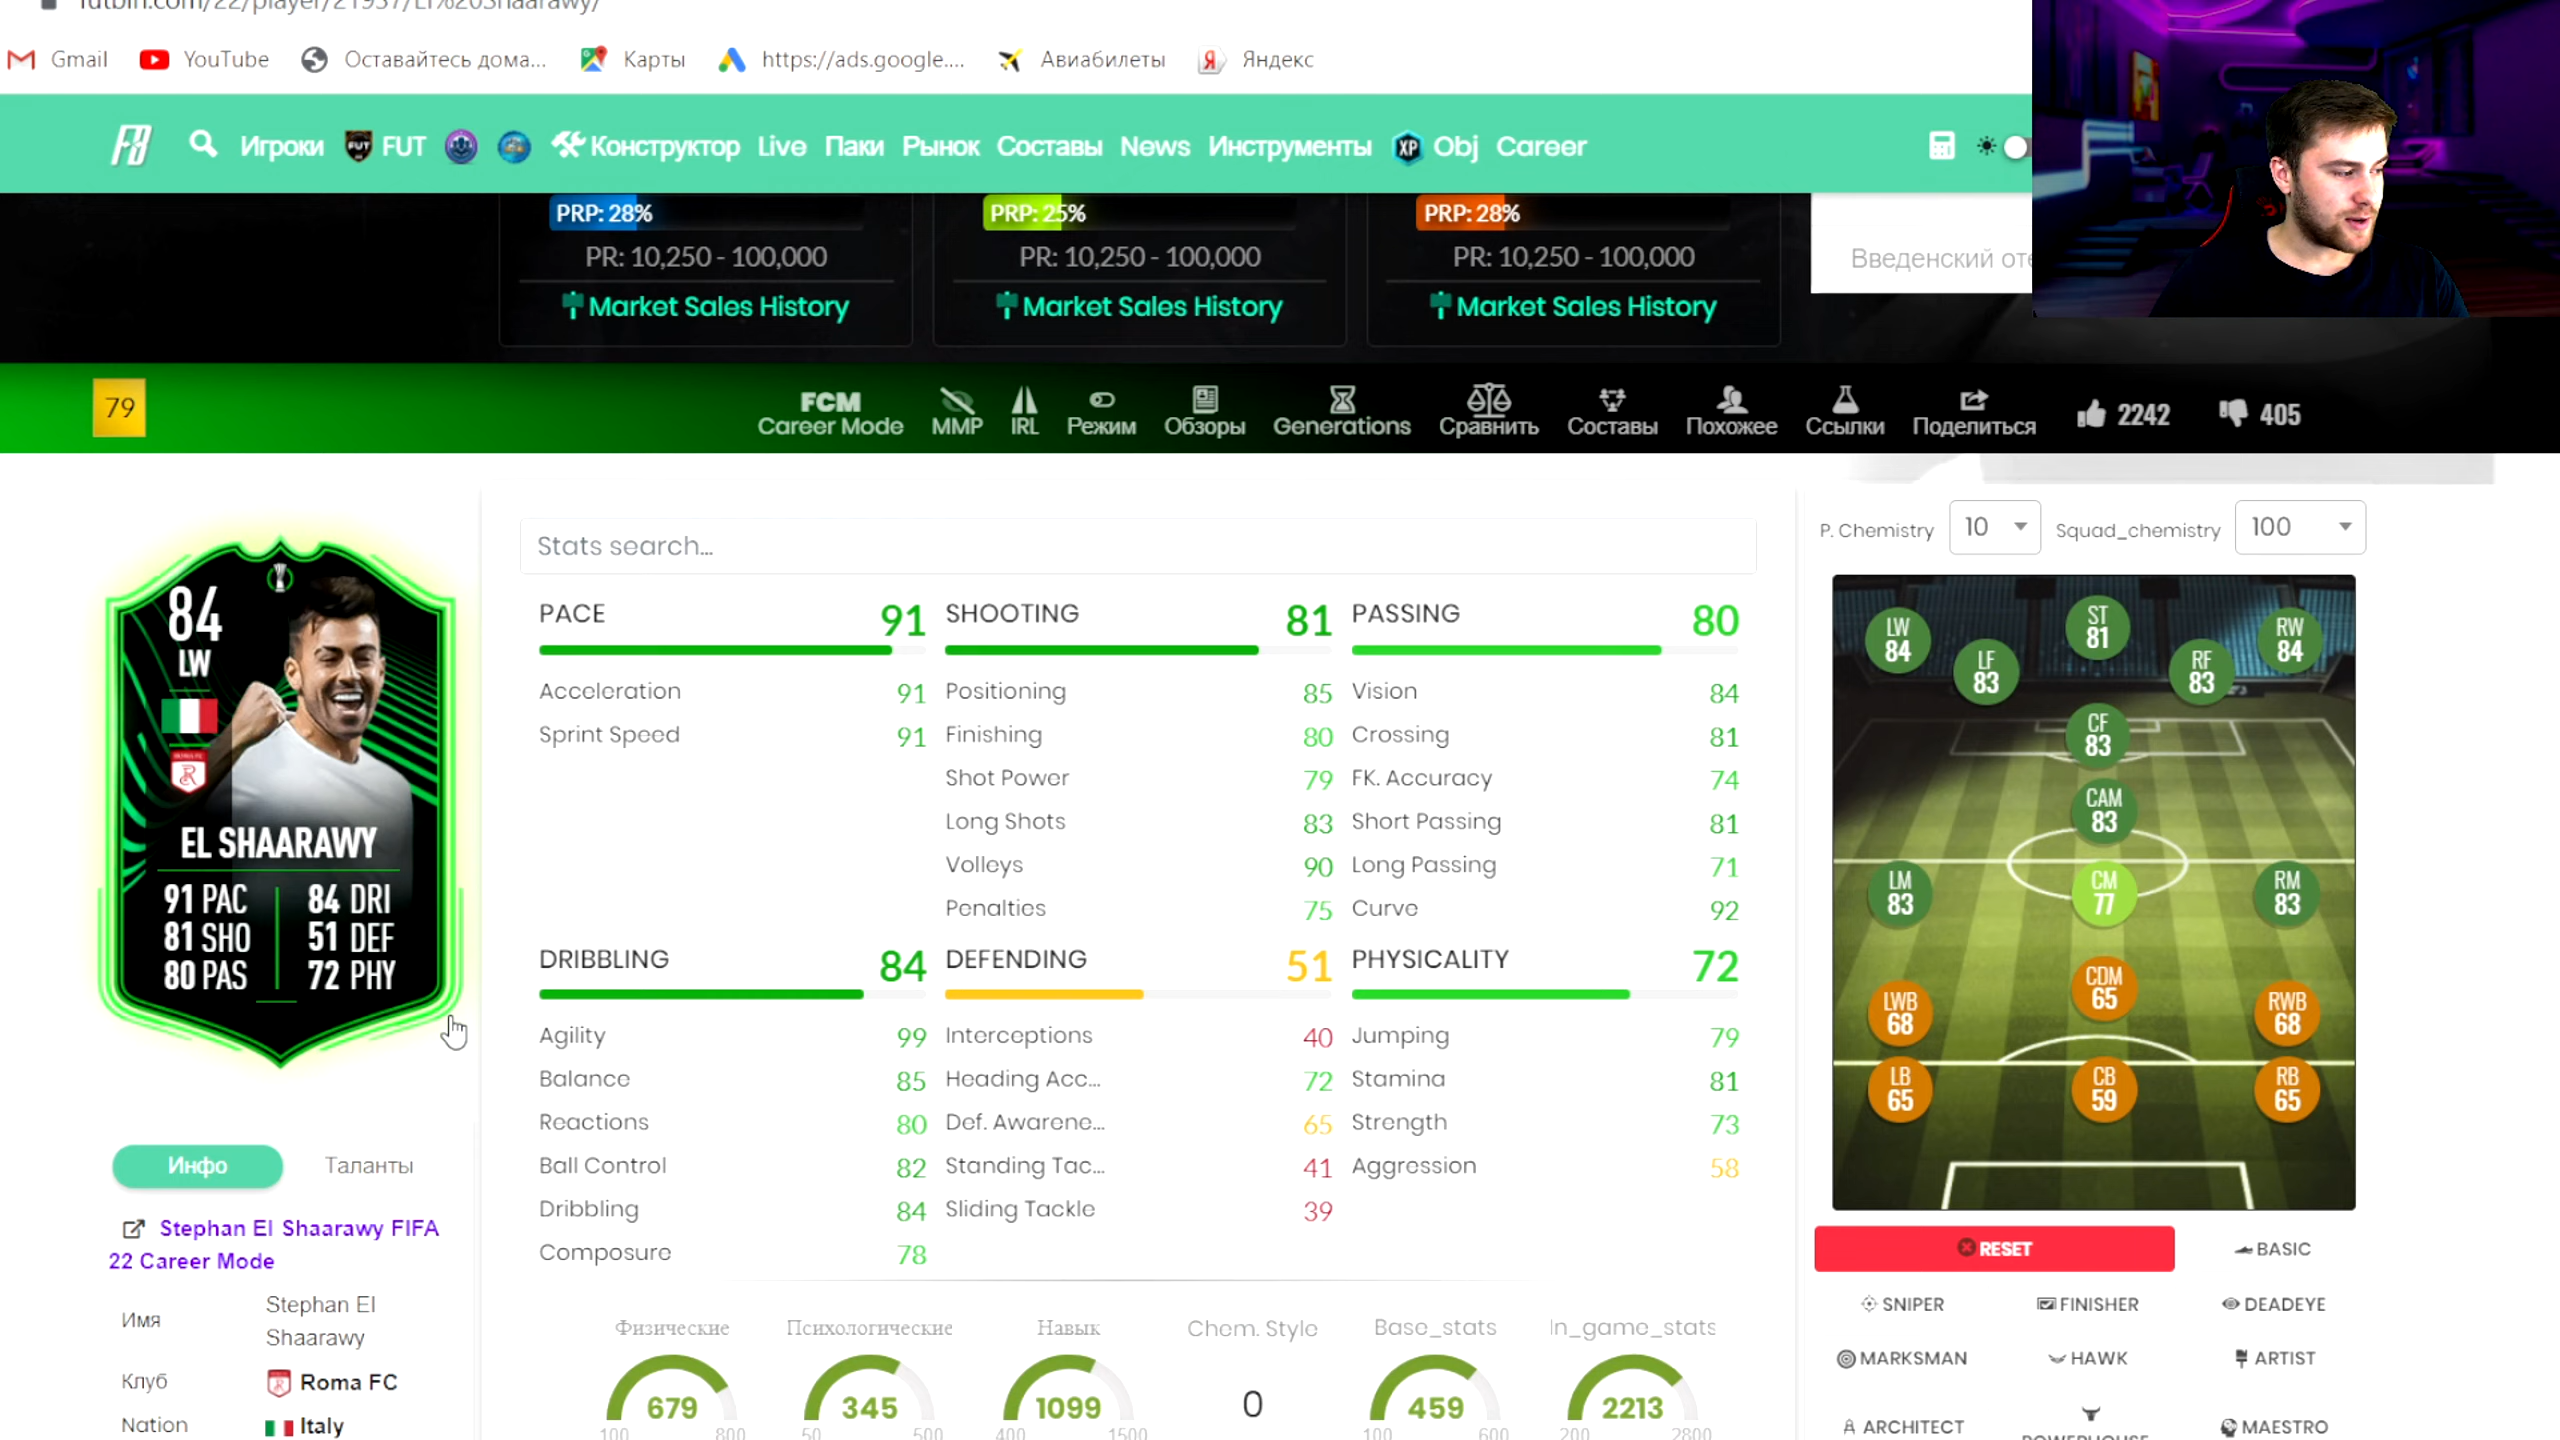 futbin.com/22/player/21937/El%20Shaarawy/
Gmail YouTube Оставайтесь дома... Карты https://ads.google.... Авиабилеты Яндекс
Игроки FUT Конструктор Live Паки Рынок Составы News Инструменты XP Obj Career
PRP: 28% PRP: 25% PRP: 28%
PR: 10,250 - 100,000 PR: 10,250 - 100,000 PR: 10,250 - 100,000
Market Sales History Market Sales History Market Sales History
Введенский оте
79
FCM
Career Mode MMP IRL Режим Обзоры Generations Сравнить Составы Похожее Ссылки Поделиться 2242 405
84
LW
EL SHAARAWY
91 PAC 84 DRI
81 SHO 51 DEF
80 PAS 72 PHY
Инфо Таланты
Stephan El Shaarawy FIFA
22 Career Mode
Имя Stephan El
Shaarawy
Клуб Roma FC
Nation Italy
Stats search...
PACE 91 SHOOTING 81 PASSING 80
Acceleration 91 Positioning 85 Vision 84
Sprint Speed 91 Finishing 80 Crossing 81
Shot Power 79 FK. Accuracy 74
Long Shots 83 Short Passing 81
Volleys 90 Long Passing 71
Penalties 75 Curve 92
DRIBBLING 84 DEFENDING 51 PHYSICALITY 72
Agility 99 Interceptions 40 Jumping 79
Balance 85 Heading Acc... 72 Stamina 81
Reactions 80 Def. Awarene... 65 Strength 73
Ball Control 82 Standing Tac... 41 Aggression 58
Dribbling 84 Sliding Tackle 39
Composure 78
Физические Психологические Навык Chem. Style Base_stats In_game_stats
679 345 1099 0 459 2213
100 800 50 500 400 1500 100 600 200 2800
P. Chemistry 10 Squad_chemistry 100
LW 84
ST 81
RW 84
LF 83
RF 83
CF 83
CAM 83
LM 83
CM 77
RM 83
CDM 65
LWB 68
RWB 68
LB 65
CB 59
RB 65
RESET BASIC
SNIPER FINISHER DEADEYE
MARKSMAN HAWK ARTIST
ARCHITECT POWERHOUSE MAESTRO